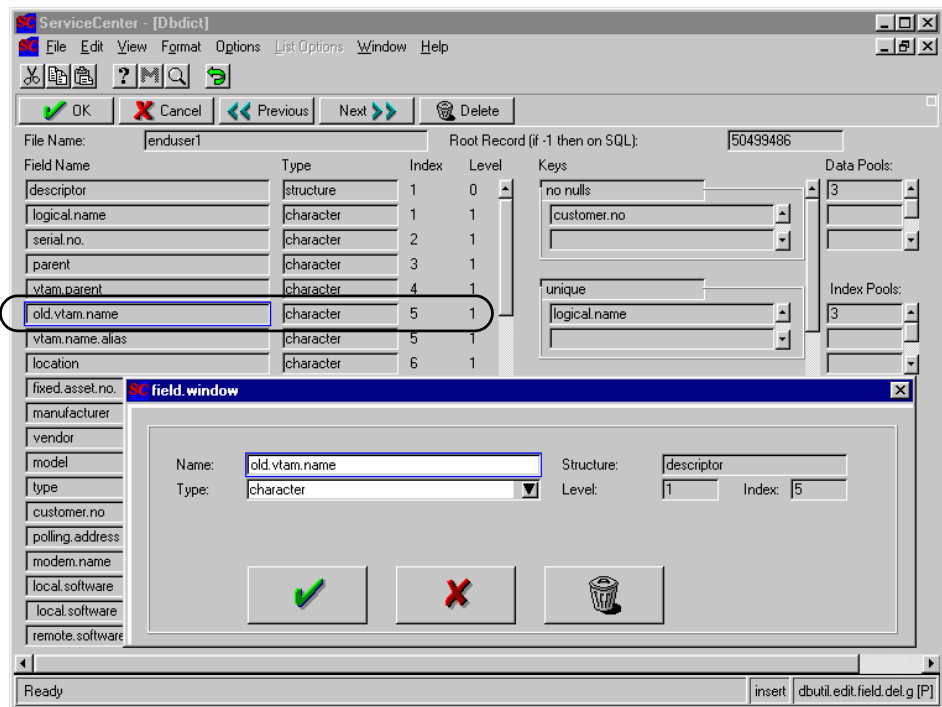 SC ServiceCenter - [Dbdict]
SC File Edit View Format Options List Options Window Help
? M
OK Cancel Previous Next Delete
File Name: enduser1 Root Record (if -1 then on SQL): 50499486
Field Name Type Index Level Keys Data Pools:
descriptor structure 1 0 no nulls 3
logical.name character 1 1 customer.no
serial.no. character 2 1
parent character 3 1
vtam.parent character 4 1 unique Index Pools:
old.vtam.name character 5 1 logical.name 3
vtam.name.alias character 5 1
location character 6 1
fixed.asset.no.
SC field.window
manufacturer
vendor
model
Name: old.vtam.name Structure: descriptor
type
Type: character Level: 1 Index: 5
customer.no
polling.address
modem.name
local.software
local.software
remote.software
Ready insert dbutil.edit.field.del.g [P]